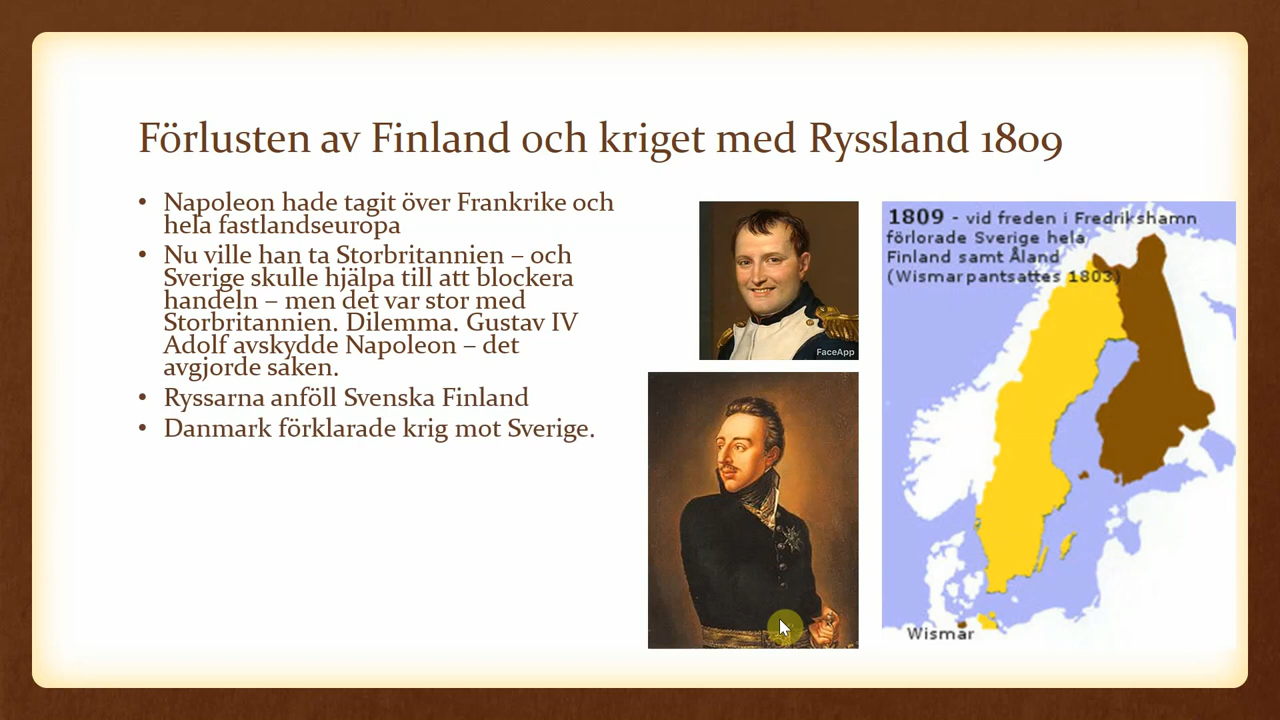 Förlusten av Finland och kriget med Ryssland 1809
• Napoleon hade tagit över Frankrike och
hela fastlandseuropa
• Nu ville han ta Storbritannien – och
Sverige skulle hjälpa till att blockera
handeln – men det var stor med
Storbritannien. Dilemma. Gustav IV
Adolf avskydde Napoleon – det
avgjorde saken.
• Ryssarna anföll Svenska Finland
• Danmark förklarade krig mot Sverige.
FaceApp
1809 - vid freden i Fredrikshamn
förlorade Sverige hela
Finland samt Åland
(Wismar pantsattes 1803)
Wismar